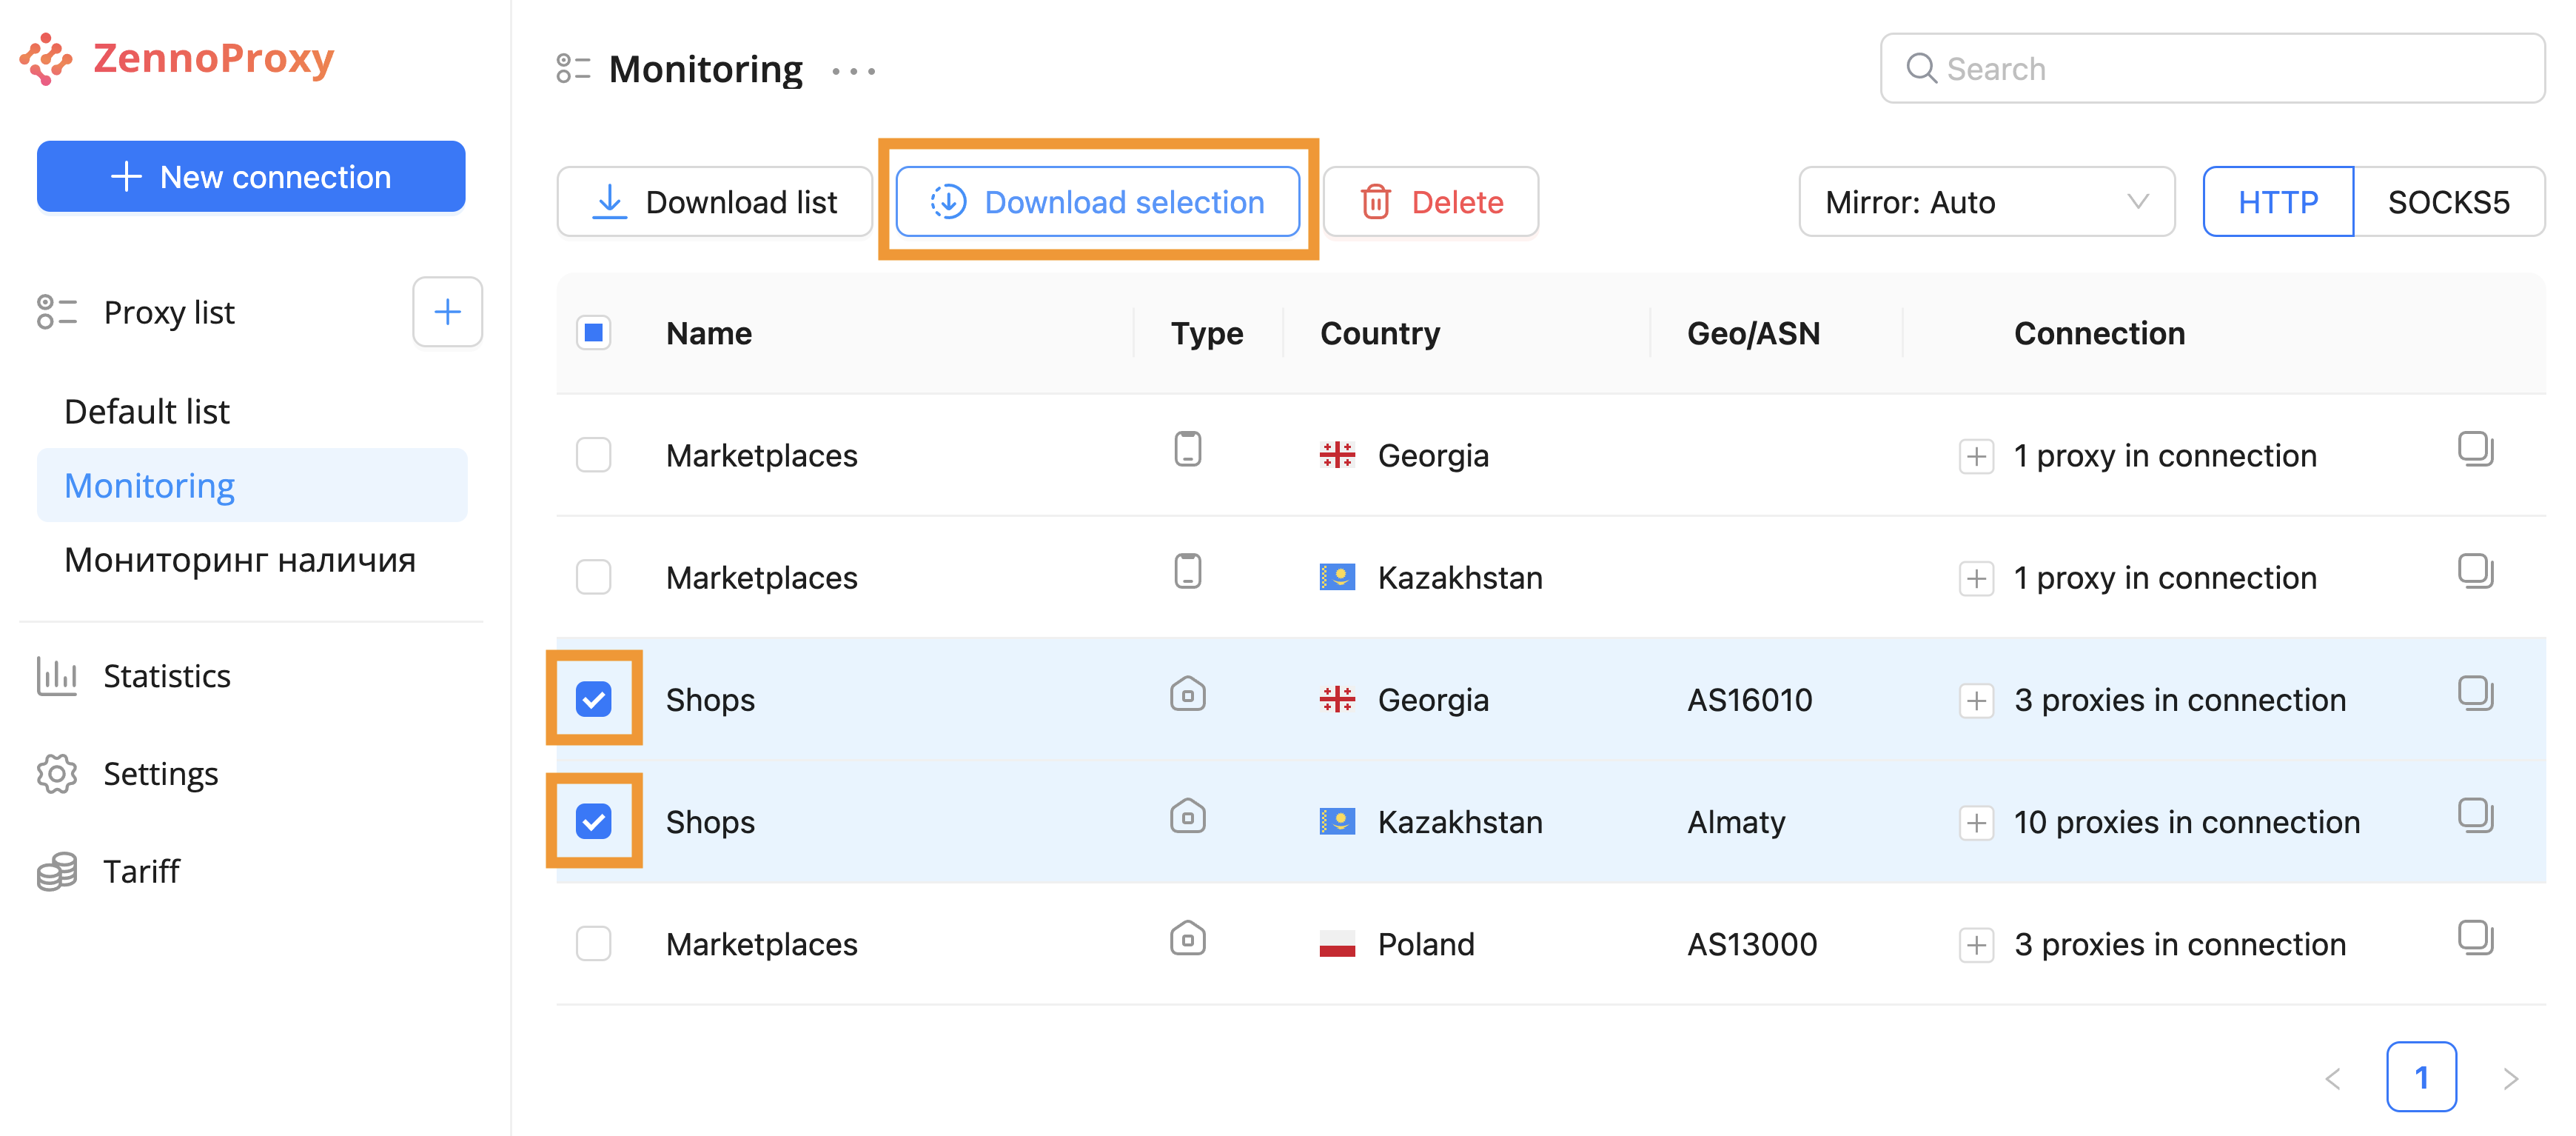 ZennoProxy
New connection
Proxy list
Default list
Monitoring
Мониторинг наличия
Statistics
Settings
Tariff
Monitoring
Search
Download list
Download selection
Delete
Mirror: Auto
HTTP
SOCKS5
Name Type Country Geo/ASN Connection
Marketplaces Georgia 1 proxy in connection
Marketplaces Kazakhstan 1 proxy in connection
Shops Georgia AS16010 3 proxies in connection
Shops Kazakhstan Almaty 10 proxies in connection
Marketplaces Poland AS13000 3 proxies in connection
1